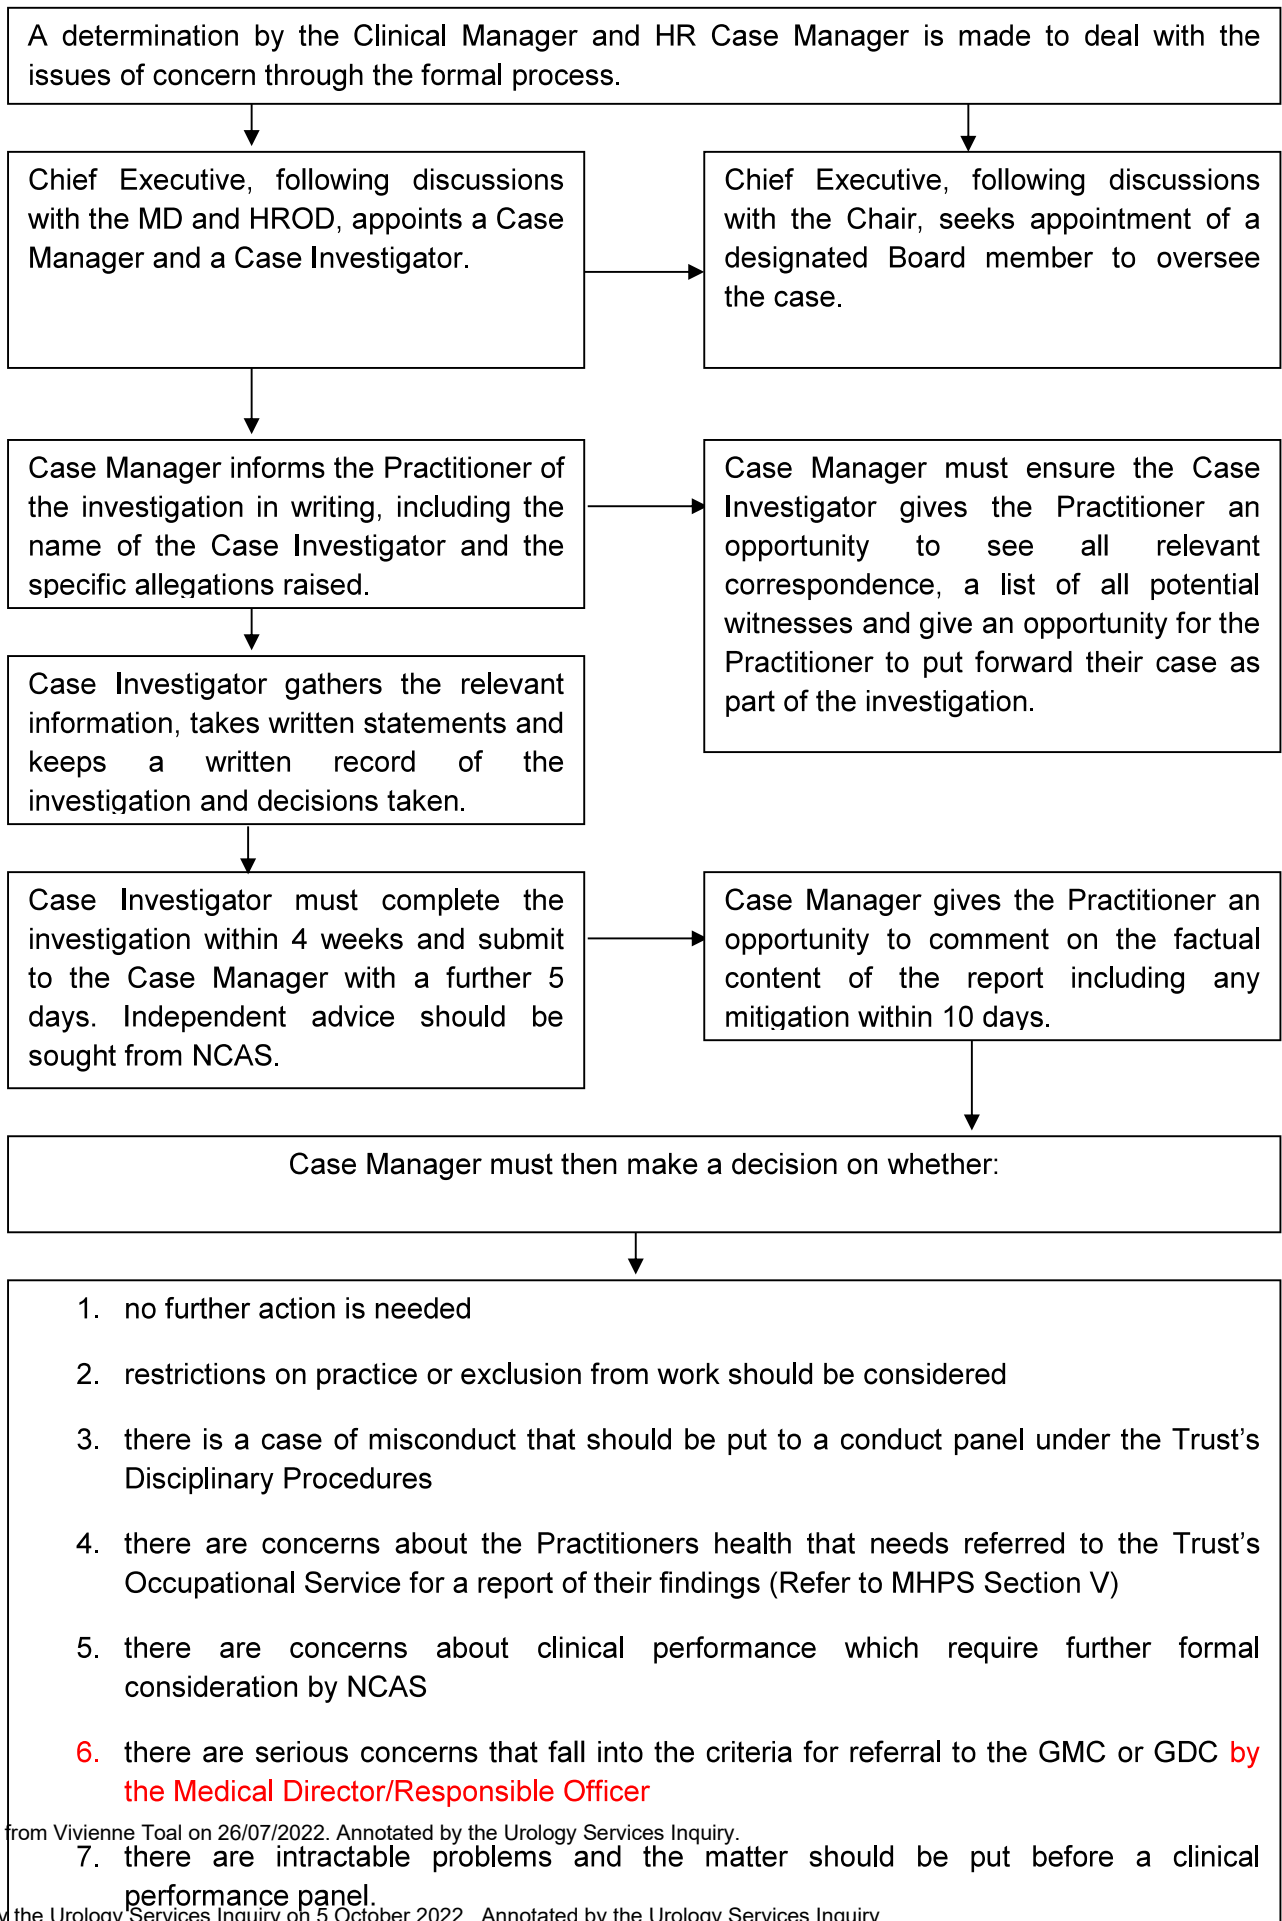 A determination by the Clinical Manager and HR Case Manager is made to deal with the
issues of concern through the formal process.
Chief Executive, following discussions
with the MD and HROD, appoints a Case
Manager and a Case Investigator.
Chief Executive, following discussions
with the Chair, seeks appointment of a
designated Board member to oversee
the case.
Case Manager informs the Practitioner of
the investigation in writing, including the
name of the Case Investigator and the
specific allegations raised.
Case Manager must ensure the Case
Investigator gives the Practitioner an
opportunity to see all relevant
correspondence, a list of all potential
witnesses and give an opportunity for the
Practitioner to put forward their case as
part of the investigation.
Case Investigator gathers the relevant
information, takes written statements and
keeps a written record of the
investigation and decisions taken.
Case Investigator must complete the
investigation within 4 weeks and submit
to the Case Manager with a further 5
days. Independent advice should be
sought from NCAS.
Case Manager gives the Practitioner an
opportunity to comment on the factual
content of the report including any
mitigation within 10 days.
Case Manager must then make a decision on whether:
1. no further action is needed
2. restrictions on practice or exclusion from work should be considered
3. there is a case of misconduct that should be put to a conduct panel under the Trust's
Disciplinary Procedures
4. there are concerns about the Practitioners health that needs referred to the Trust's
Occupational Service for a report of their findings (Refer to MHPS Section V)
5. there are concerns about clinical performance which require further formal
consideration by NCAS
6. there are serious concerns that fall into the criteria for referral to the GMC or GDC by
the Medical Director/Responsible Officer
from Vivienne Toal on 26/07/2022. Annotated by the Urology Services Inquiry.
7. there are intractable problems and the matter should be put before a clinical
performance panel.
y the Urology Services Inquiry on 5 October 2022. Annotated by the Urology Services Inquiry